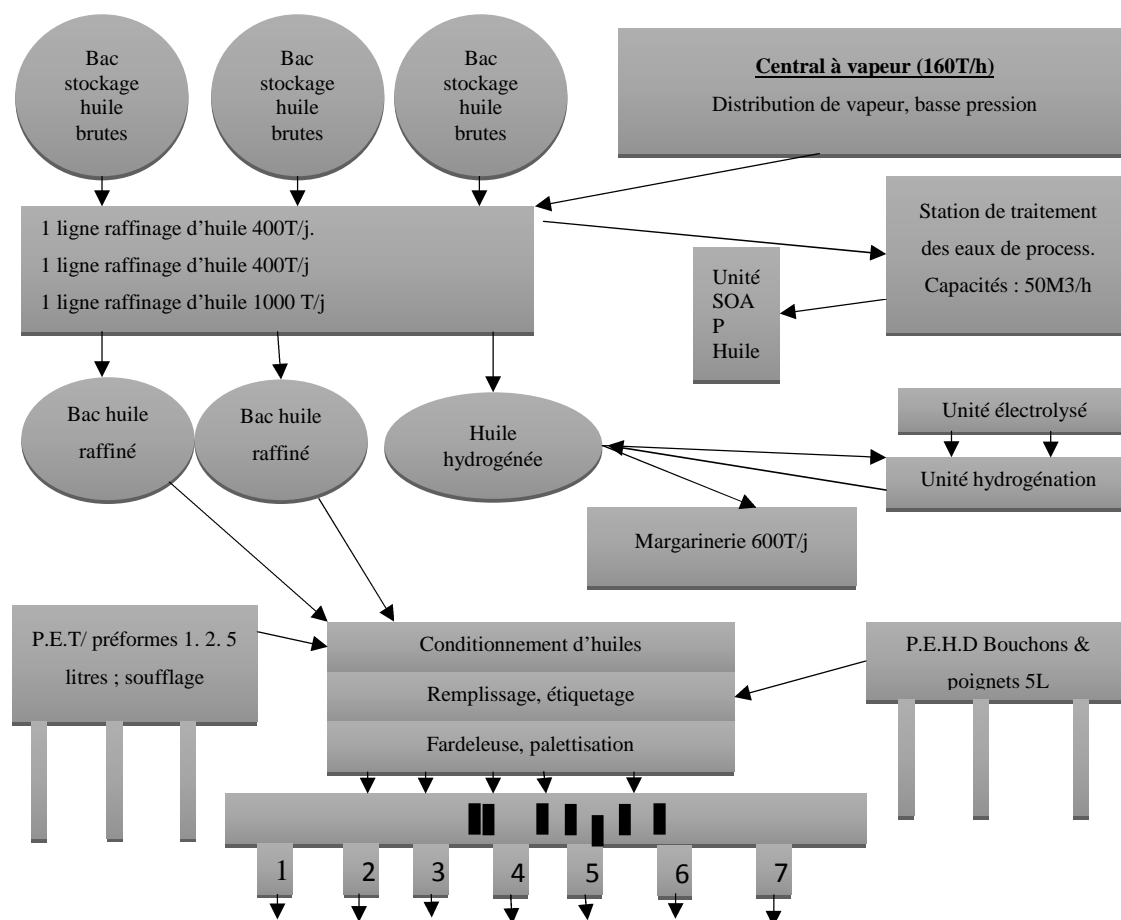 Bac
stockage
huile
brutes
Bac
stockage
huile
brutes
Bac
stockage
huile
brutes
Central à vapeur (160T/h)
Distribution de vapeur, basse pression
1 ligne raffinage d’huile 400T/j.
1 ligne raffinage d’huile 400T/j
1 ligne raffinage d’huile 1000 T/j
Station de traitement
des eaux de process.
Capacités : 50M3/h
Unité
SOA
P
Huile
Bac huile
raffiné
Bac huile
raffiné
Huile
hydrogénée
Unité électrolysé
Unité hydrogénation
Margarinerie 600T/j
P.E.T/ préformes 1. 2. 5
litres ; soufflage
Conditionnement d’huiles
Remplissage, étiquetage
Fardeleuse, palettisation
P.E.H.D Bouchons &
poignets 5L
1
2
3
4
5
6
7